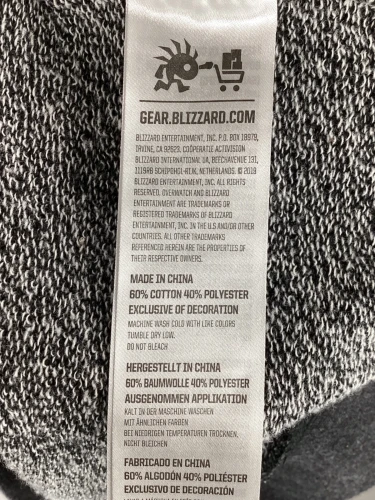 GEAR.BLIZZARD.COM
BLIZZARD ENTERTAINMENT, INC. P.O. BOX 18979,
IRVINE, CA 92623. COÖPERATIE ACTIVISION
BLIZZARD INTERNATIONAL UA, BEECHAVENUE 131,
1119RB SCHIPHOL-RIJK, NETHERLANDS. © 2019
BLIZZARD ENTERTAINMENT, INC. ALL RIGHTS
RESERVED. OVERWATCH AND BLIZZARD
ENTERTAINMENT ARE TRADEMARKS OR
REGISTERED TRADEMARKS OF BLIZZARD
ENTERTAINMENT, INC. IN THE U.S AND/OR OTHER
COUNTRIES. ALL OTHER TRADEMARKS
REFERENCED HEREIN ARE THE PROPERTIES OF
THEIR RESPECTIVE OWNERS.
MADE IN CHINA
60% COTTON 40% POLYESTER
EXCLUSIVE OF DECORATION
MACHINE WASH COLD WITH LIKE COLORS
TUMBLE DRY LOW.
DO NOT BLEACH
HERGESTELLT IN CHINA
60% BAUMWOLLE 40% POLYESTER
AUSGENOMMEN APPLIKATION
KALT IN DER MASCHINE WASCHEN
MIT ÄHNLICHEN FARBEN
BEI NIEDRIGEN TEMPERATUREN TROCKNEN,
NICHT BLEICHEN
FABRICADO EN CHINA
60% ALGODÓN 40% POLIÉSTER
EXCLUSIVO DE DECORACIÓN